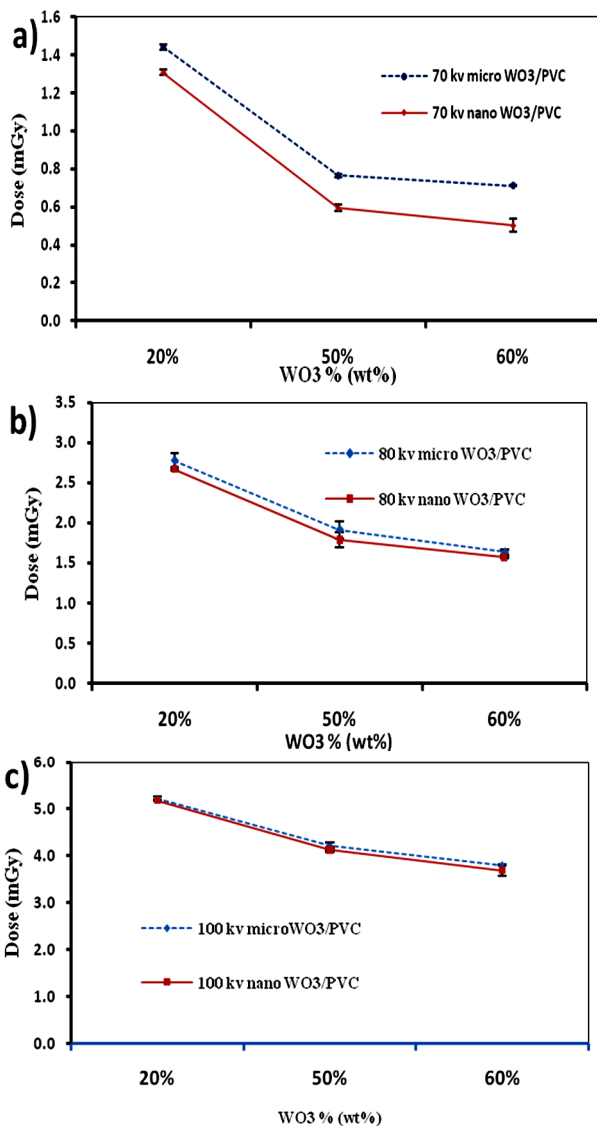 a)
1.6
1.4
1.2
1.0
0.8
0.6
0.4
0.2
0.0
Dose (mGy)
70 kv micro WO3/PVC
70 kv nano WO3/PVC
20% 50% 60%
WO3 % (wt%)
b)
3.5
3.0
2.5
2.0
1.5
1.0
0.5
0.0
Dose (mGy)
80 kv micro WO3/PVC
80 kv nano WO3/PVC
20% 50% 60%
WO3 % (wt%)
c)
6.0
5.0
4.0
3.0
2.0
1.0
0.0
Dose (mGy)
100 kv microWO3/PVC
100 kv nano WO3/PVC
20% 50% 60%
WO3 % (wt%)